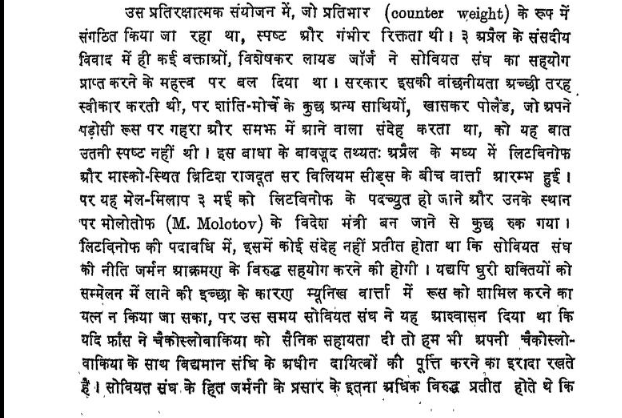 उस प्रतिरक्षात्मक संयोजन में, जो प्रतिभार (counter weight) के रूप में
संगठित किया जा रहा था, स्पष्ट और गंभीर रिक्तता थी। ३ अप्रैल के संसदीय
विवाद में ही कई वक्ताओं, विशेषकर लायड जॉर्ज ने सोवियत संघ का सहयोग
प्राप्त करने के महत्त्व पर बल दिया था। सरकार इसकी वांछनीयता अच्छी तरह
स्वीकार करती थी, पर शांति-मोर्चे के कुछ अन्य साथियों, खासकर पोलैंड, जो अपने
पड़ोसी रूस पर गहरा और समझ में आने वाला संदेह करता था, को यह बात
उतनी स्पष्ट नहीं थी। इस बाधा के बावजूद तथ्यतः अप्रैल के मध्य में लिटविनोफ
और मास्को-स्थित ब्रिटिश राजदूत सर विलियम सीड्स के बीच वार्त्ता आरम्भ हुई।
पर यह मेल-मिलाप ३ मई को लिटविनोफ के पदच्युत हो जाने और उनके स्थान
पर मोलोतोफ (M. Molotov) के विदेश मंत्री बन जाने से कुछ रुक गया।
लिटविनोफ की पदावधि में, इसमें कोई संदेह नहीं प्रतीत होता था कि सोवियत संघ
की नीति जर्मन आक्रमण के विरुद्ध सहयोग करने की होगी। यद्यपि धुरी शक्तियों को
सम्मेलन में लाने की इच्छा के कारण म्यूनिख वार्त्ता में रूस को शामिल करने का
यत्न न किया जा सका, पर उस समय सोवियत संघ ने यह आश्वासन दिया था कि
यदि फ्राँस ने चैकोस्लोवाकिया को सैनिक सहायता दी तो हम भी अपनी चैकोस्लो-
वाकिया के साथ विद्यमान संधि के अधीन दायित्वों की पूर्त्ति करने का इरादा रखते
हैं। सोवियत संघ के हित जर्मनी के प्रसार के इतना अधिक विरुद्ध प्रतीत होते थे कि